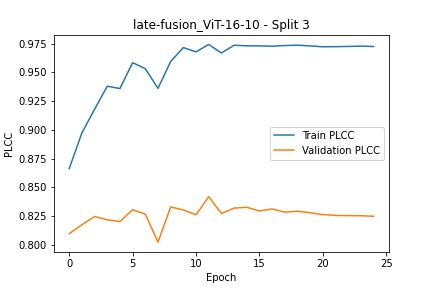 late-fusion_ViT-16-10 - Split 3
PLCC
0.975
0.950
0.925
0.900
0.875
0.850
0.825
0.800
Train PLCC
Validation PLCC
0 5 10 15 20 25
Epoch